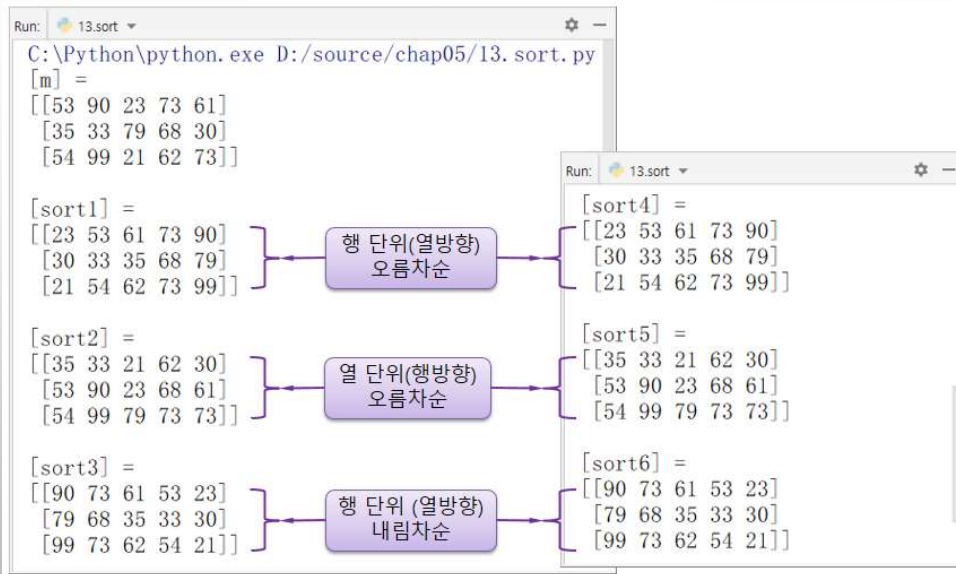 Run: 13.sort
C:\Python\python.exe D:/source/chap05/13.sort.py
[m] =
[[53 90 23 73 61]
[35 33 79 68 30]
[54 99 21 62 73]]
[sort1] =
[[23 53 61 73 90]
[30 33 35 68 79]
[21 54 62 73 99]]
[sort2] =
[[35 33 21 62 30]
[53 90 23 68 61]
[54 99 79 73 73]]
[sort3] =
[[90 73 61 53 23]
[79 68 35 33 30]
[99 73 62 54 21]]
행 단위(열방향)
오름차순
열 단위(행방향)
오름차순
행 단위 (열방향)
내림차순
Run: 13.sort
[sort4] =
[[23 53 61 73 90]
[30 33 35 68 79]
[21 54 62 73 99]]
[sort5] =
[[35 33 21 62 30]
[53 90 23 68 61]
[54 99 79 73 73]]
[sort6] =
[[90 73 61 53 23]
[79 68 35 33 30]
[99 73 62 54 21]]